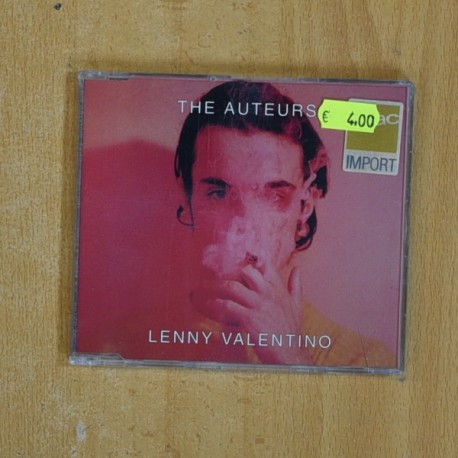 THE AUTEURS
€ 4.00
IMPORT
LENNY VALENTINO